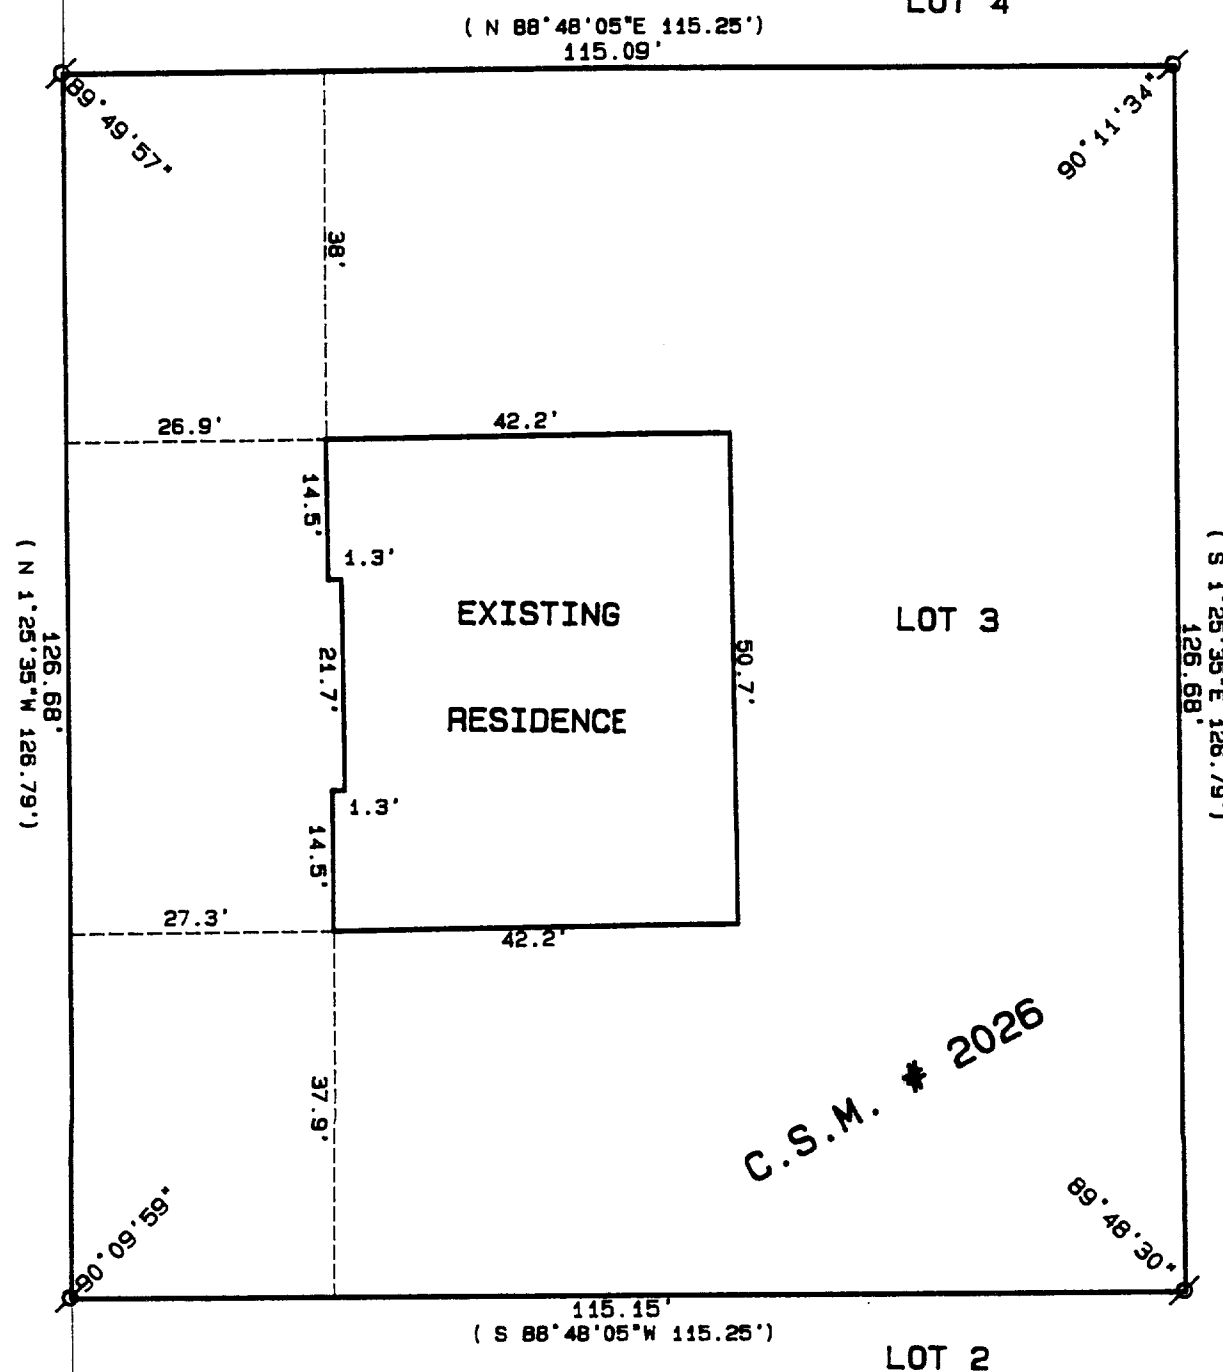 LOT 4
( N 88°48'05"E 115.25')
115.09'
89°49'57"
90°11'34"
38'
26.9'
42.2'
14.5'
1.3'
EXISTING
RESIDENCE
LOT 3
21.7'
50.7'
( N 1°25'35"W 126.79')
126.68'
126.68'
( S 1°25'35"E 126.79')
1.3'
14.5'
27.3'
42.2'
37.9'
C.S.M. # 2026
90°09'59"
89°48'30"
115.15'
( S 88°48'05"W 115.25')
LOT 2